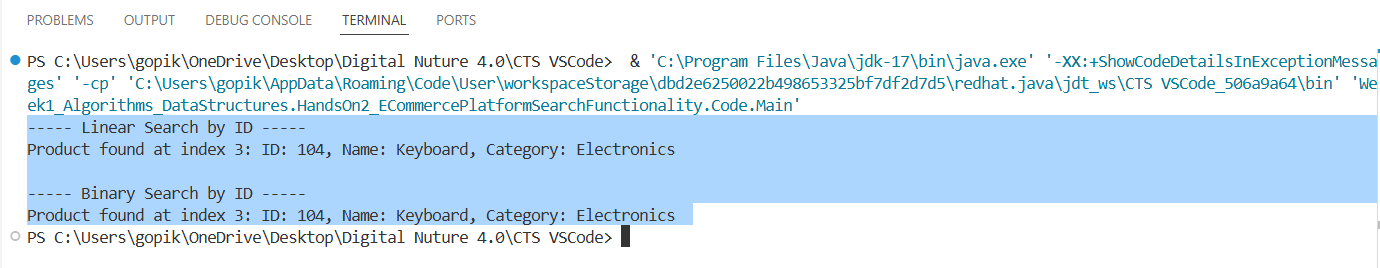 PROBLEMS OUTPUT DEBUG CONSOLE TERMINAL PORTS
PS C:\Users\gopik\OneDrive\Desktop\Digital Nuture 4.0\CTS VSCode>  & 'C:\Program Files\Java\jdk-17\bin\java.exe' '-XX:+ShowCodeDetailsInExceptionMessa
ges' '-cp' 'C:\Users\gopik\AppData\Roaming\Code\User\workspaceStorage\dbd2e6250022b498653325bf7df2d7d5\redhat.java\jdt_ws\CTS VSCode_506a9a64\bin' 'We
ek1_Algorithms_DataStructures.HandsOn2_ECommercePlatformSearchFunctionality.Code.Main'
----- Linear Search by ID -----
Product found at index 3: ID: 104, Name: Keyboard, Category: Electronics
----- Binary Search by ID -----
Product found at index 3: ID: 104, Name: Keyboard, Category: Electronics
PS C:\Users\gopik\OneDrive\Desktop\Digital Nuture 4.0\CTS VSCode>